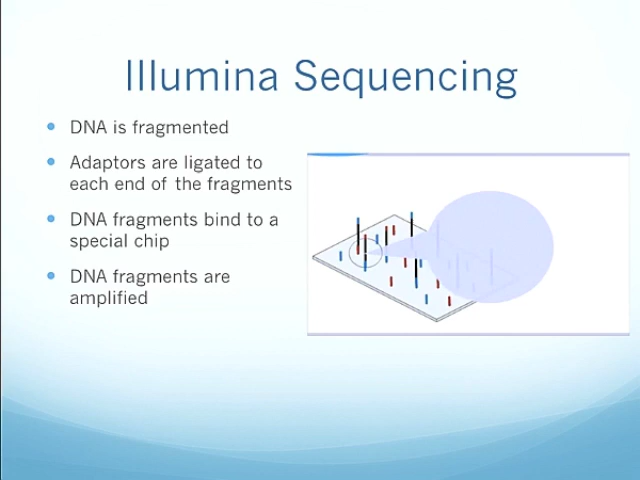 Illumina Sequencing
DNA is fragmented
Adaptors are ligated to
each end of the fragments
DNA fragments bind to a
special chip
DNA fragments are
amplified